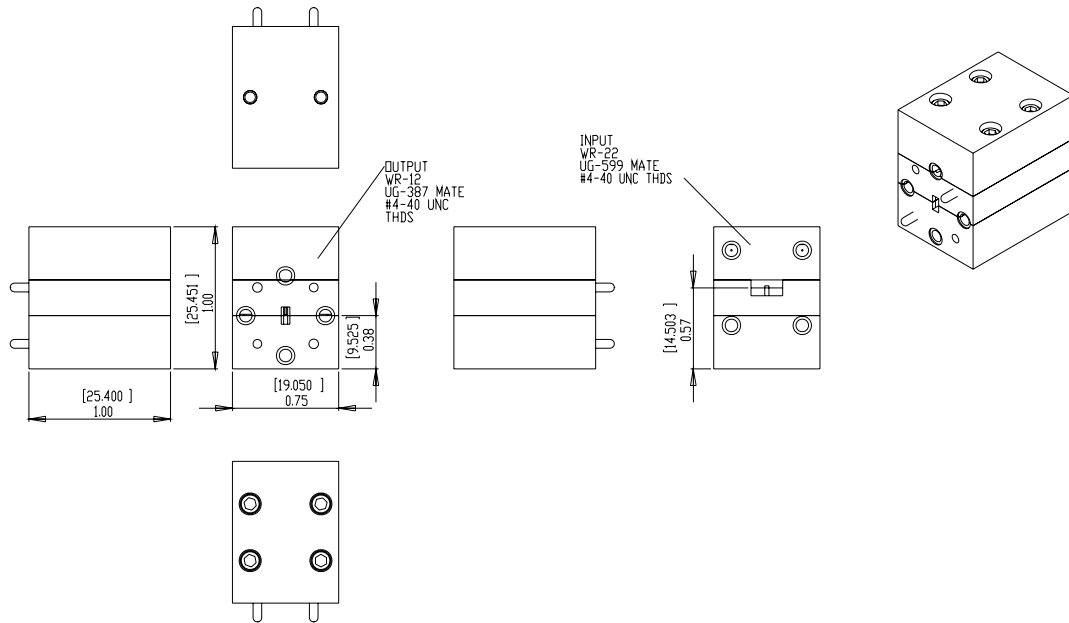 OUTPUT
WR-12
UG-387 MATE
#4-40 UNC
THDS
INPUT
WR-22
UG-599 MATE
#4-40 UNC THDS
[25.451 ]
1.00
[9.525 ]
0.38
[14.503 ]
0.57
[25.400 ]
1.00
[19.050 ]
0.75